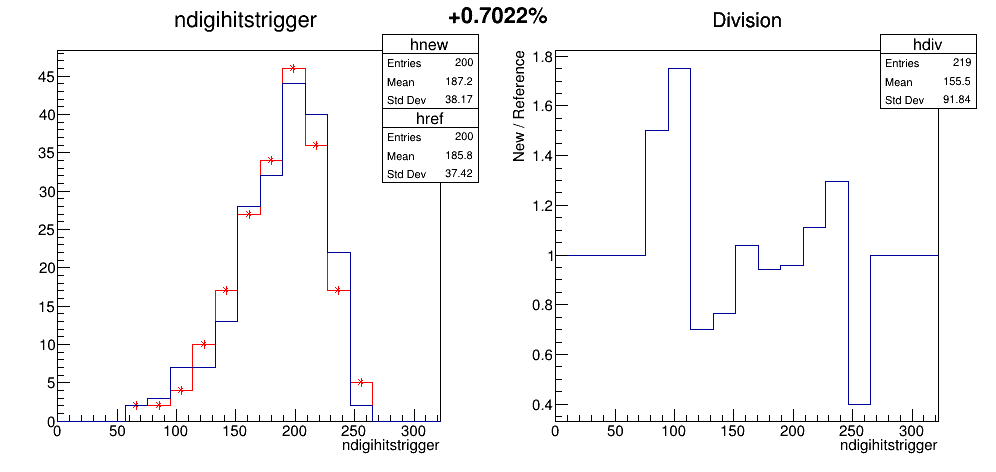 +0.7022%
ndigihitstrigger
hnew
Entries 200
Mean 187.2
Std Dev 38.17
href
Entries 200
Mean 185.8
Std Dev 37.42
45
40
35
30
25
20
15
10
5
0
0 50 100 150 200 250 300
ndigihitstrigger
Division
hdiv
Entries 219
Mean 155.5
Std Dev 91.84
New / Reference
1.8
1.6
1.4
1.2
1
0.8
0.6
0.4
0 50 100 150 200 250 300
ndigihitstrigger